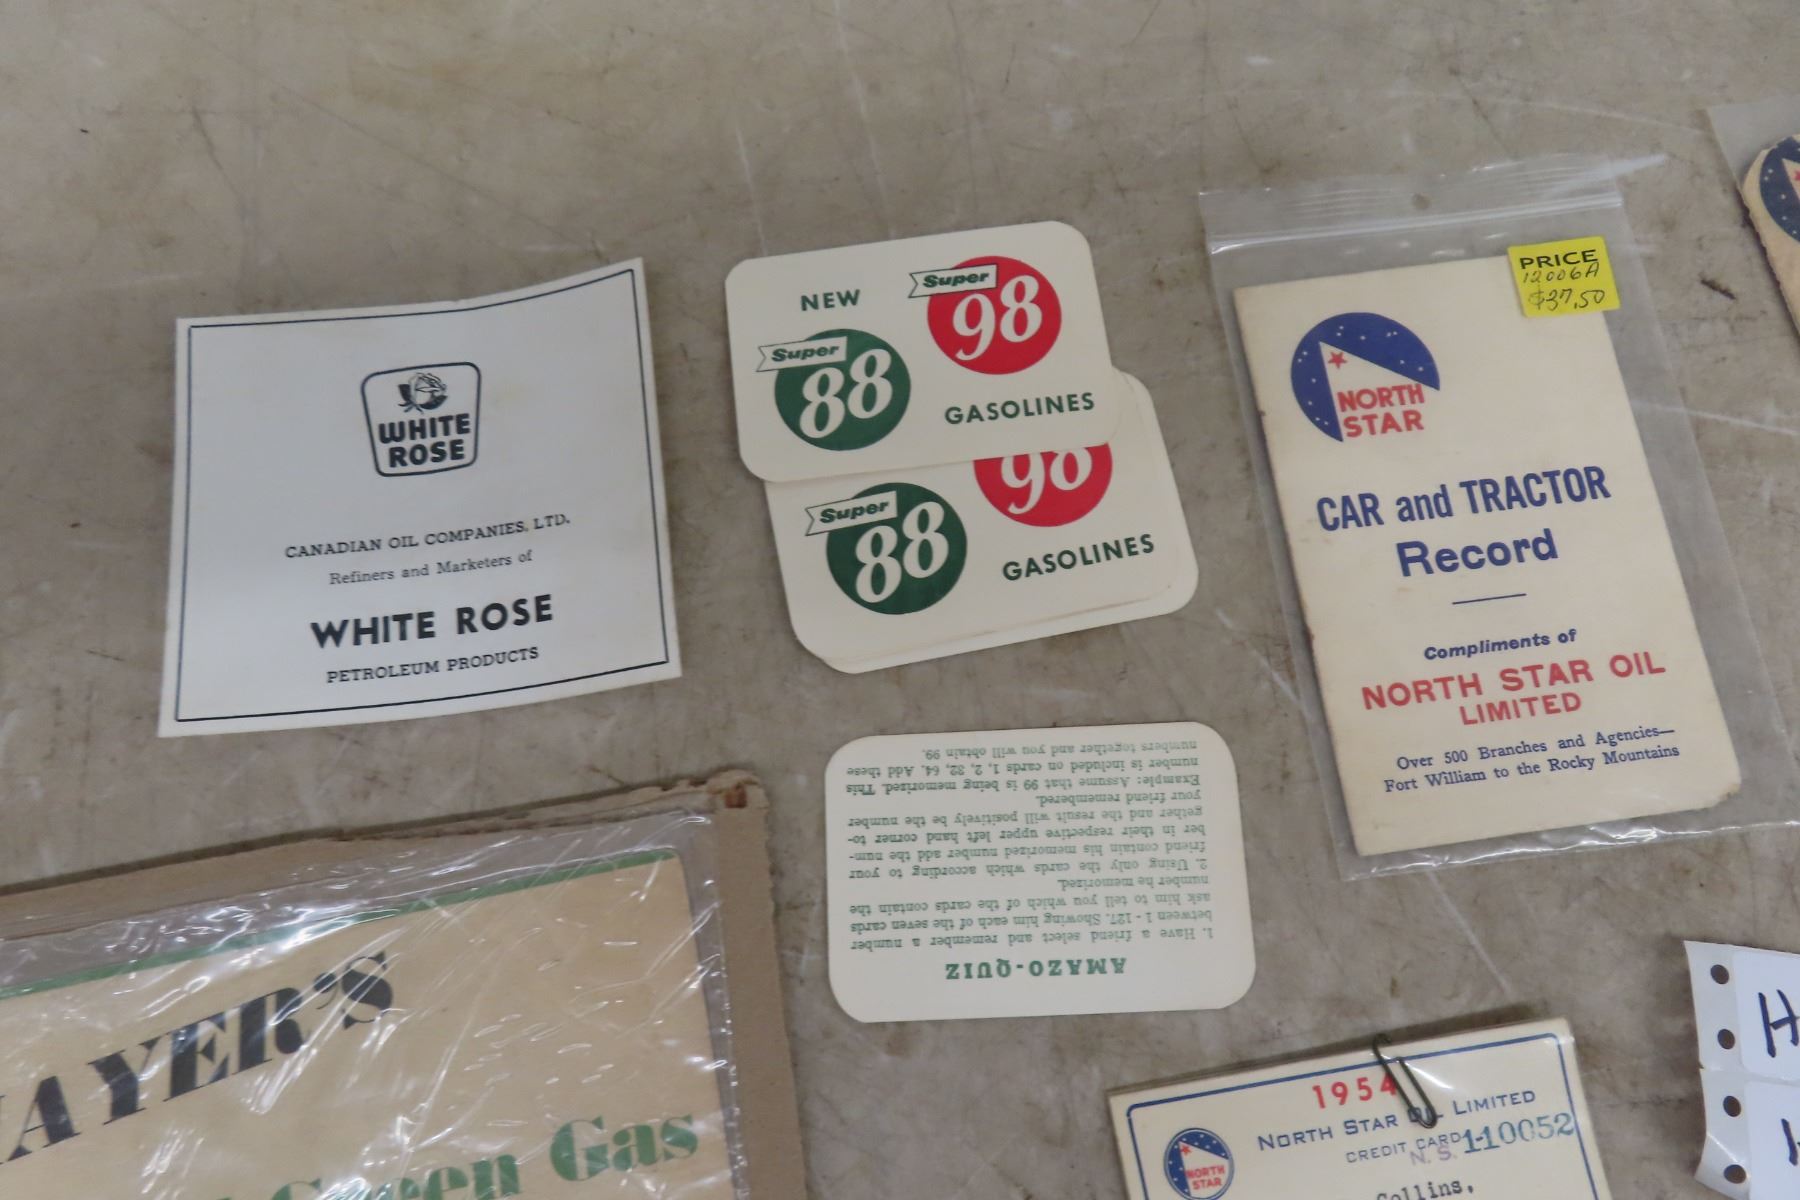 WHITE
ROSE
CANADIAN OIL COMPANIES, LTD.
Refiners and Marketers of
WHITE ROSE
PETROLEUM PRODUCTS
NEW
Super
98
Super
88
GASOLINES
98
Super
88
GASOLINES
PRICE
12006A
$37.50
NORTH
STAR
CAR and TRACTOR
Record
Compliments of
NORTH STAR OIL
LIMITED
Over 500 Branches and Agencies—
Fort William to the Rocky Mountains
AMAZO-QUIZ
1. Have a friend select and remember a number
between 1 - 127. Showing him each of the seven cards
ask him to tell you which of the cards contain the
number he memorized.
2. Using only the cards which according to your
friend contain his memorized number add the num-
ber in their respective upper left hand corner to-
gether and the result will positively be the number
your friend remembered.
Example: Assume that 99 is being memorized. This
number is included on cards 1, 2, 32, 64. Add these
numbers together and you will obtain 99.
AYER'S
Green Gas
1954
NORTH STAR OIL LIMITED
CREDIT CARD 1-10052
N. S.
NORTH
STAR
Collins,
H